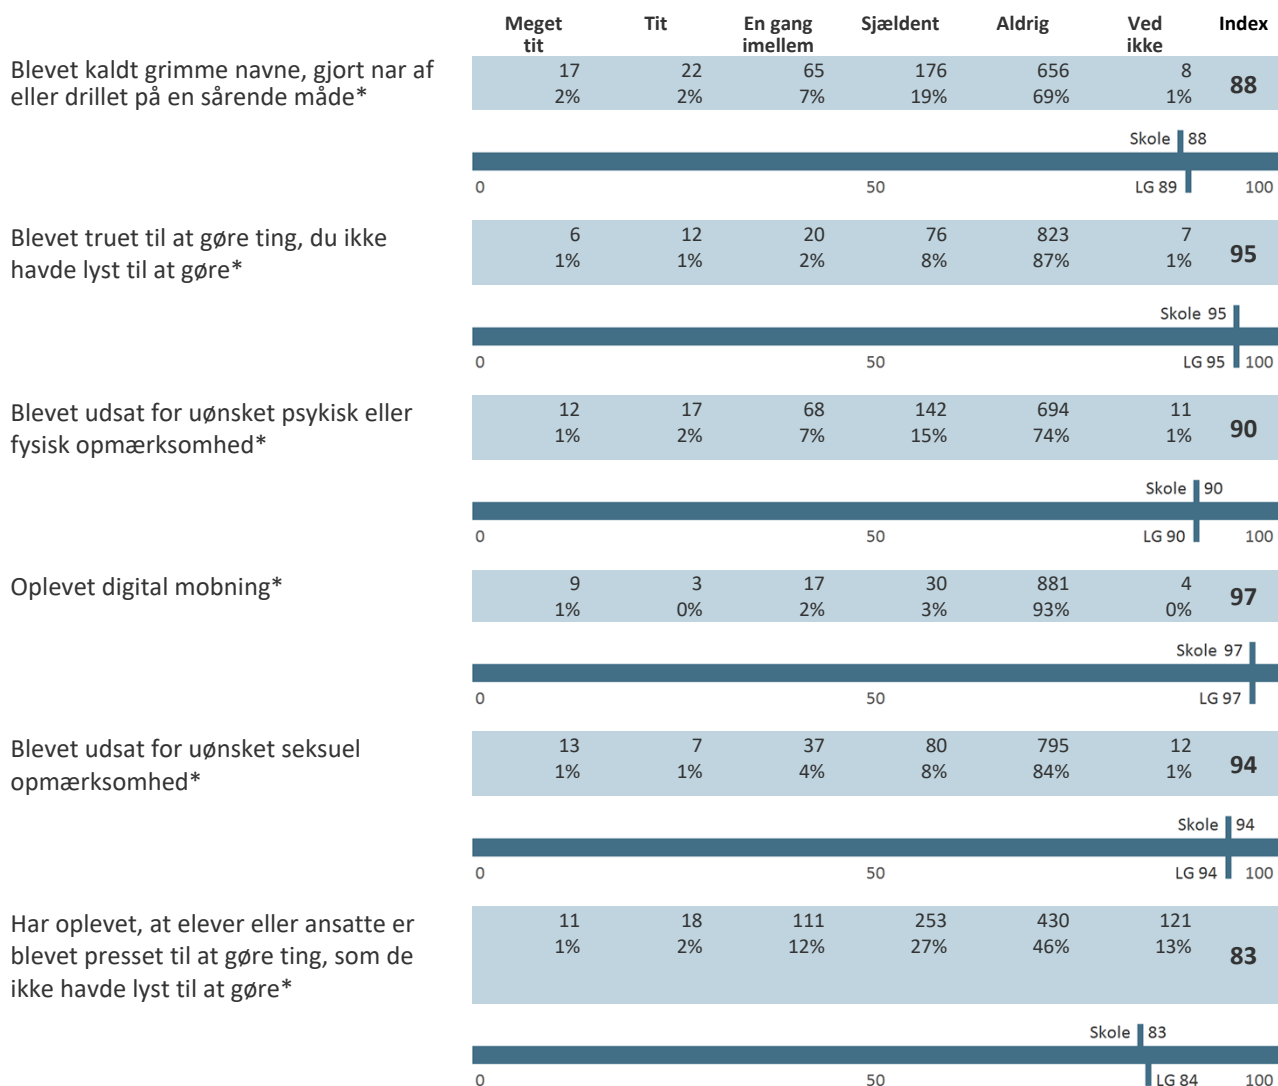 Meget tit Tit En gang imellem Sjældent Aldrig Ved ikke Index
Blevet kaldt grimme navne, gjort nar af 17 22 65 176 656 8
eller drillet på en sårende måde* 2% 2% 7% 19% 69% 1% 88
Skole 88
0 50 LG 89 100
Blevet truet til at gøre ting, du ikke 6 12 20 76 823 7
havde lyst til at gøre* 1% 1% 2% 8% 87% 1% 95
Skole 95
0 50 LG 95 100
Blevet udsat for uønsket psykisk eller 12 17 68 142 694 11
fysisk opmærksomhed* 1% 2% 7% 15% 74% 1% 90
Skole 90
0 50 LG 90 100
Oplevet digital mobning* 9 3 17 30 881 4
1% 0% 2% 3% 93% 0% 97
Skole 97
0 50 LG 97
Blevet udsat for uønsket seksuel 13 7 37 80 795 12
opmærksomhed* 1% 1% 4% 8% 84% 1% 94
Skole 94
0 50 LG 94 100
Har oplevet, at elever eller ansatte er 11 18 111 253 430 121
blevet presset til at gøre ting, som de 1% 2% 12% 27% 46% 13% 83
ikke havde lyst til at gøre*
Skole 83
0 50 LG 84 100